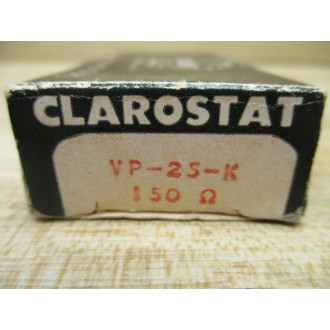 CLAROSTAT
VP-25-K
150 Ω